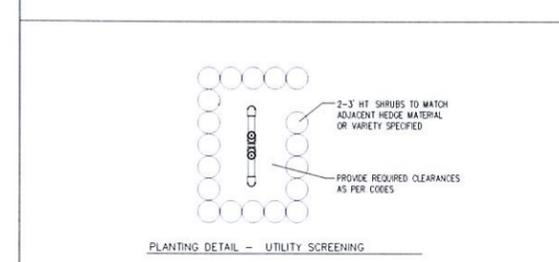 2-3' HT SHRUBS TO MATCH
ADJACENT HEDGE MATERIAL
OR VARIETY SPECIFIED
PROVIDE REQUIRED CLEARANCES
AS PER CODES
PLANTING DETAIL - UTILITY SCREENING